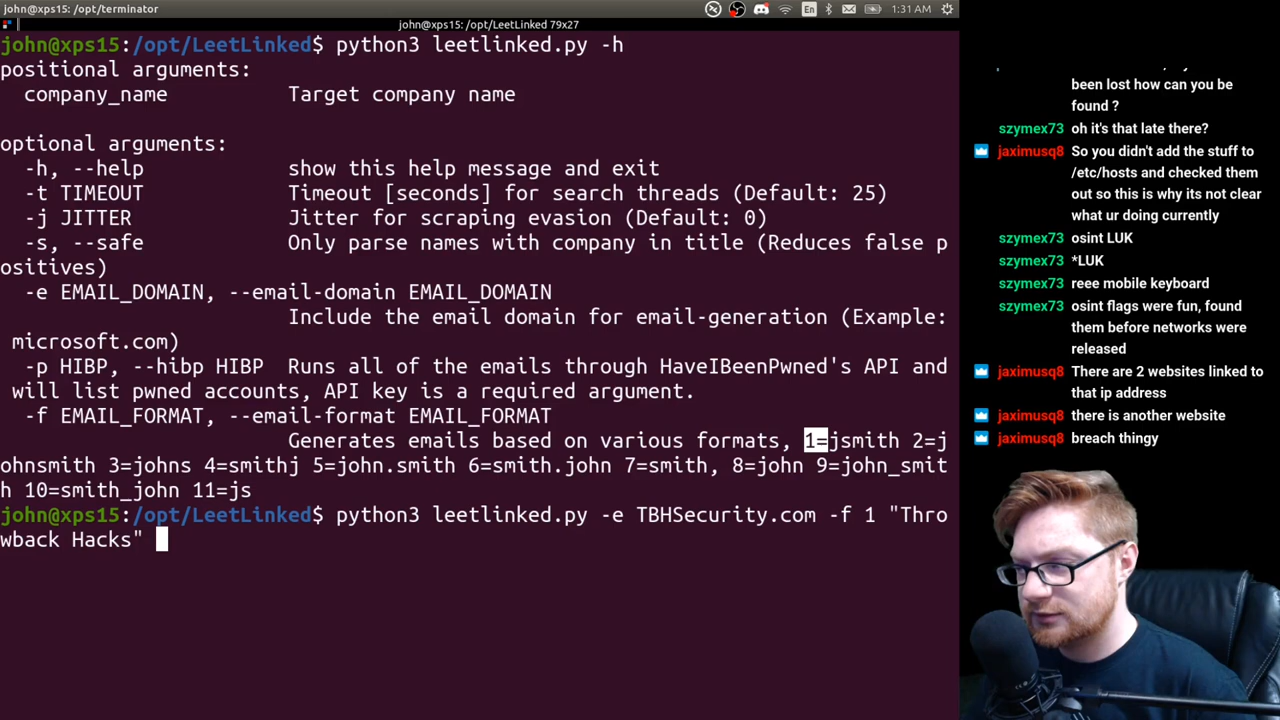 john@xps15: /opt/terminator
En
1:31 AM
john@xps15: /opt/LeetLinked 79x27
john@xps15:/opt/LeetLinked$ python3 leetlinked.py -h
positional arguments:
company_name Target company name
optional arguments:
-h, --help show this help message and exit
-t TIMEOUT Timeout [seconds] for search threads (Default: 25)
-j JITTER Jitter for scraping evasion (Default: 0)
-s, --safe Only parse names with company in title (Reduces false p
ositives)
-e EMAIL_DOMAIN, --email-domain EMAIL_DOMAIN
Include the email domain for email-generation (Example:
microsoft.com)
-p HIBP, --hibp HIBP Runs all of the emails through HaveIBeenPwned's API and
will list pwned accounts, API key is a required argument.
-f EMAIL_FORMAT, --email-format EMAIL_FORMAT
Generates emails based on various formats, 1=jsmith 2=j
ohnsmith 3=johns 4=smithj 5=john.smith 6=smith.john 7=smith, 8=john 9=john_smit
h 10=smith_john 11=js
john@xps15:/opt/LeetLinked$ python3 leetlinked.py -e TBHSecurity.com -f 1 "Thro
wback Hacks"
been lost how can you be
found ?
szymex73 oh it's that late there?
jaximusq8 So you didn't add the stuff to
/etc/hosts and checked them
out so this is why its not clear
what ur doing currently
szymex73 osint LUK
szymex73 *LUK
szymex73 reee mobile keyboard
szymex73 osint flags were fun, found
them before networks were
released
jaximusq8 There are 2 websites linked to
that ip address
jaximusq8 there is another website
jaximusq8 breach thingy